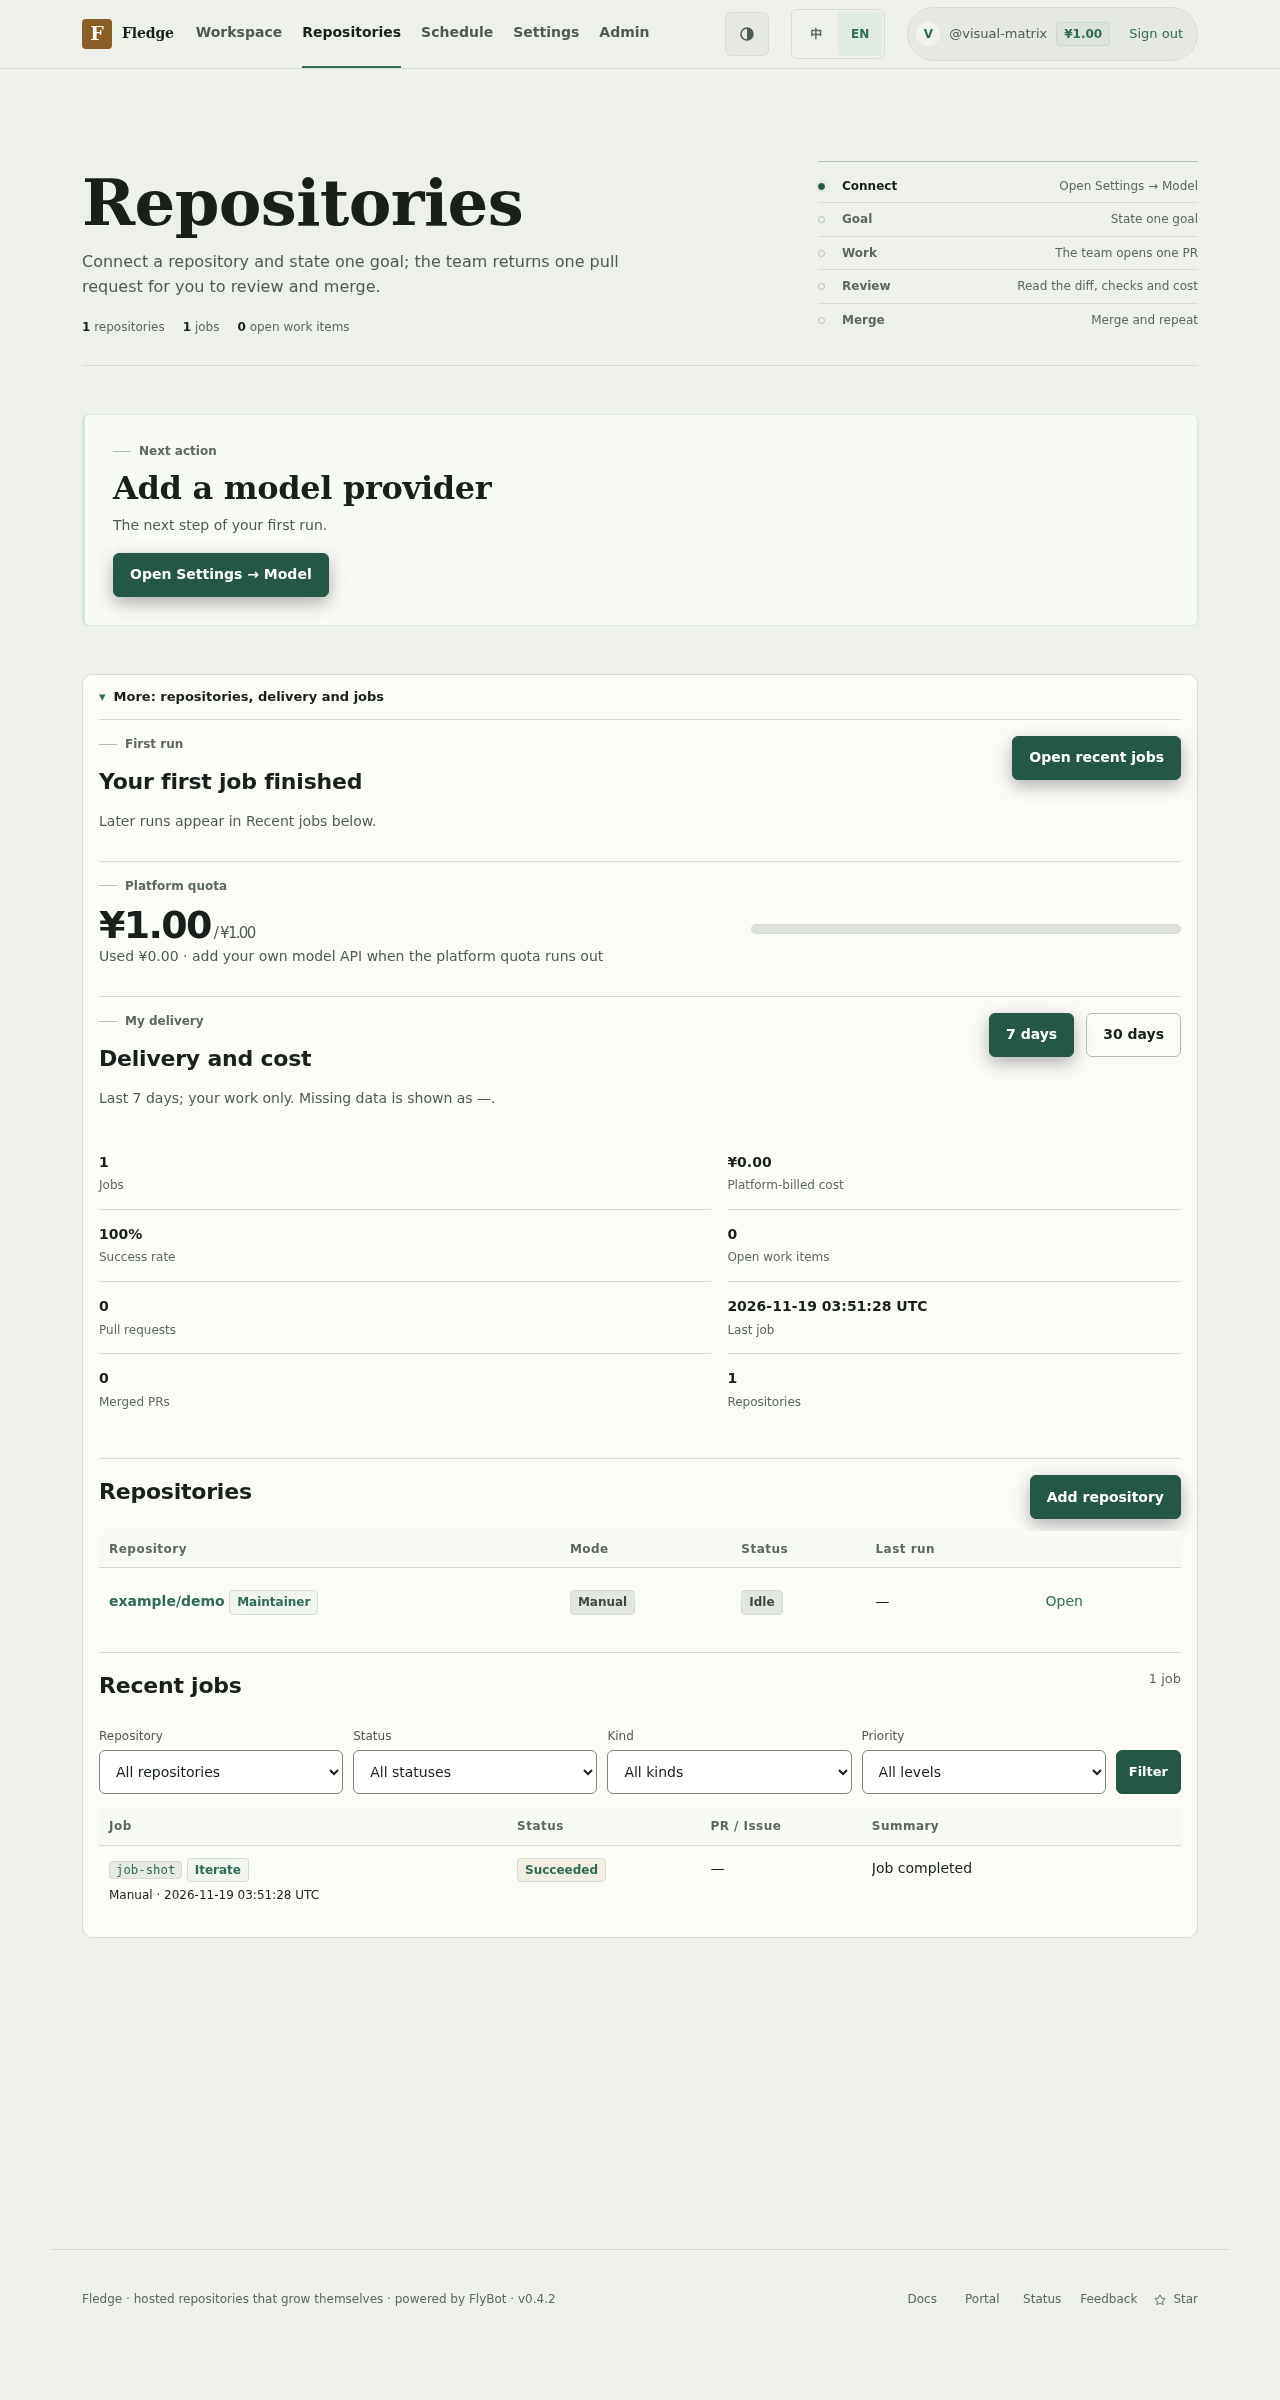 F Fledge Workspace Repositories Schedule Settings Admin 中 EN V @visual-matrix ¥1.00 Sign out
Repositories
Connect a repository and state one goal; the team returns one pull
request for you to review and merge.
1 repositories 1 jobs 0 open work items
Connect Open Settings → Model
Goal State one goal
Work The team opens one PR
Review Read the diff, checks and cost
Merge Merge and repeat
Next action
Add a model provider
The next step of your first run.
Open Settings → Model
▾ More: repositories, delivery and jobs
First run
Your first job finished
Later runs appear in Recent jobs below.
Open recent jobs
Platform quota
¥1.00 / ¥1.00
Used ¥0.00 · add your own model API when the platform quota runs out
My delivery
Delivery and cost
Last 7 days; your work only. Missing data is shown as —.
7 days 30 days
1
Jobs
¥0.00
Platform-billed cost
100%
Success rate
0
Open work items
0
Pull requests
2026-11-19 03:51:28 UTC
Last job
0
Merged PRs
1
Repositories
Repositories
Add repository
Repository Mode Status Last run
example/demo Maintainer Manual Idle — Open
Recent jobs
1 job
Repository Status Kind Priority
All repositories All statuses All kinds All levels Filter
Job Status PR / Issue Summary
job-shot Iterate Succeeded — Job completed
Manual · 2026-11-19 03:51:28 UTC
Fledge · hosted repositories that grow themselves · powered by FlyBot · v0.4.2
Docs Portal Status Feedback Star